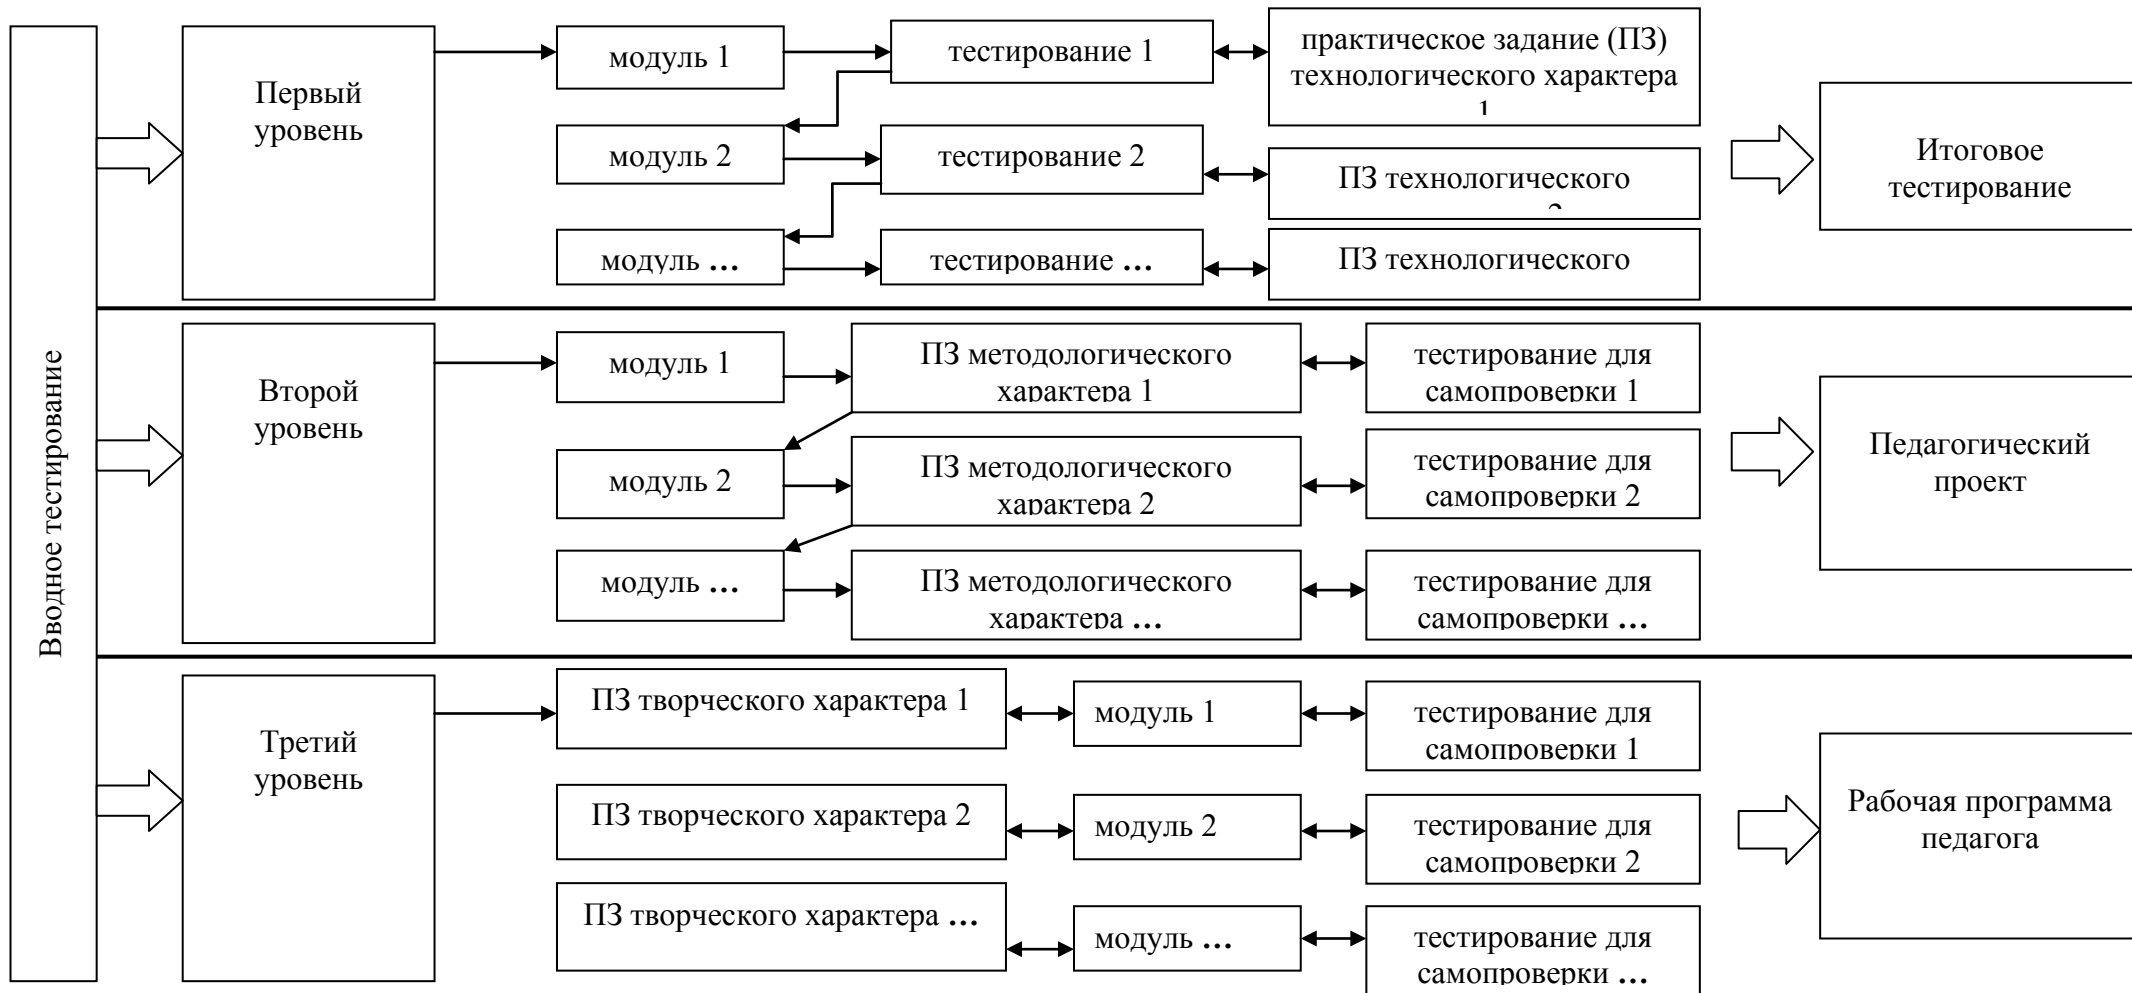 Вводное тестирование
Первый
уровень
модуль 1
тестирование 1
практическое задание (ПЗ)
технологического характера
1
модуль 2
тестирование 2
ПЗ технологического
модуль ...
тестирование ...
ПЗ технологического
Итоговое
тестирование
Второй
уровень
модуль 1
ПЗ методологического
характера 1
тестирование для
самопроверки 1
модуль 2
ПЗ методологического
характера 2
тестирование для
самопроверки 2
модуль ...
ПЗ методологического
характера ...
тестирование для
самопроверки ...
Педагогический
проект
Третий
уровень
ПЗ творческого характера 1
модуль 1
тестирование для
самопроверки 1
ПЗ творческого характера 2
модуль 2
тестирование для
самопроверки 2
ПЗ творческого характера ...
модуль ...
тестирование для
самопроверки ...
Рабочая программа
педагога